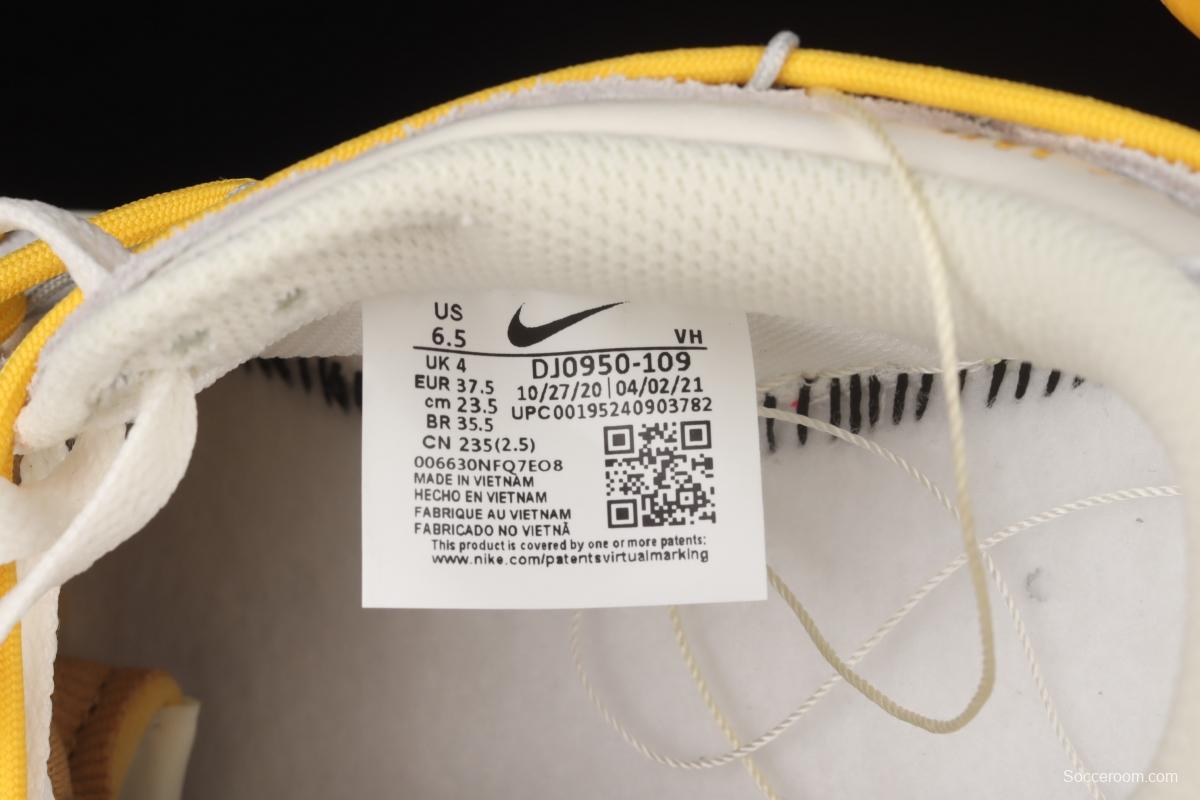 US
6.5
VH
UK 4
DJ0950-109
EUR 37.5
10/27/20 | 04/02/21
cm 23.5
UPC00195240903782
BR 35.5
CN 235(2.5)
006630NFQ7EO8
MADE IN VIETNAM
HECHO EN VIETNAM
FABRIQUE AU VIETNAM
FABRICADO NO VIETNÃ
This product is covered by one or more patents:
www.nike.com/patentsvirtualmarking
Socceroom.com